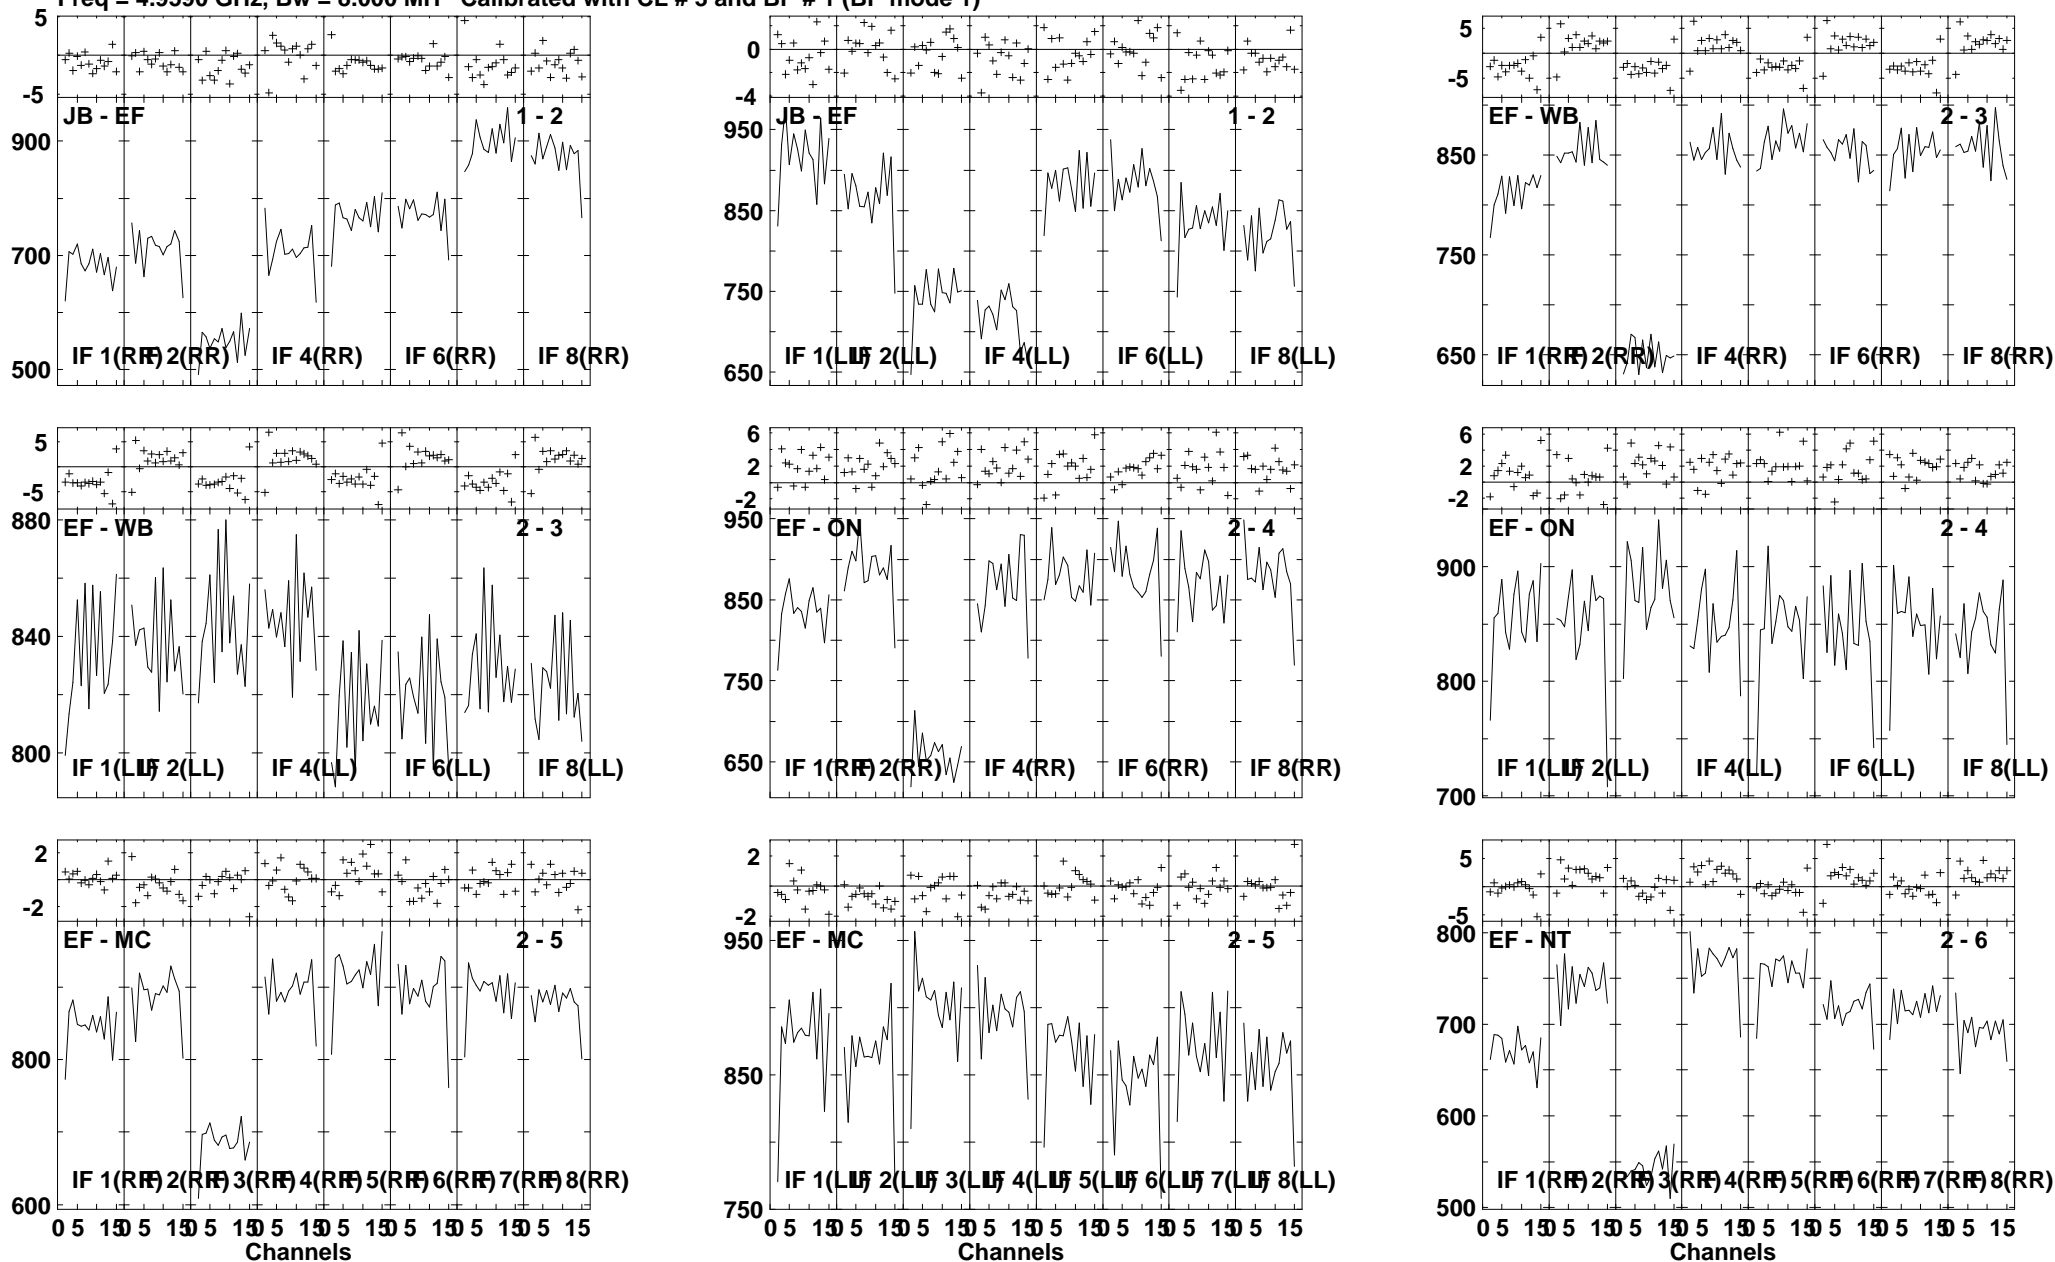 Freq = 4.9590 GHz, Bw = 8.000 MH Calibrated with CL # 3 and BP # 1 (BP mode 1)
5
-5
JB - EF 1 - 2
900
700
500
IF 1(RR) IF 2(RR) IF 4(RR) IF 6(RR) IF 8(RR)
0
-4
JB - EF 1 - 2
950
850
750
650
IF 1(LL) IF 2(LL) IF 4(LL) IF 6(LL) IF 8(LL)
5
-5
EF - WB 2 - 3
850
750
650
IF 1(RR) IF 2(RR) IF 4(RR) IF 6(RR) IF 8(RR)
5
-5
880
EF - WB 2 - 3
840
800
IF 1(LL) IF 2(LL) IF 4(LL) IF 6(LL) IF 8(LL)
6
2
-2
950
EF - ON 2 - 4
850
750
650
IF 1(RR) IF 2(RR) IF 4(RR) IF 6(RR) IF 8(RR)
6
2
-2
EF - ON 2 - 4
900
800
700
IF 1(LL) IF 2(LL) IF 4(LL) IF 6(LL) IF 8(LL)
2
-2
EF - MC 2 - 5
800
600
IF 1(RR) IF 2(RR) IF 3(RR) IF 4(RR) IF 5(RR) IF 6(RR) IF 7(RR) IF 8(RR)
0 5 15 0 5 15 0 5 15 0 5 15 0 5 15 0 5 15 0 5 15 0 5 15
Channels
2
-2
950
EF - MC 2 - 5
850
750
IF 1(LL) IF 2(LL) IF 3(LL) IF 4(LL) IF 5(LL) IF 6(LL) IF 7(LL) IF 8(LL)
0 5 15 0 5 15 0 5 15 0 5 15 0 5 15 0 5 15 0 5 15 0 5 15
Channels
5
-5
800
EF - NT 2 - 6
700
600
500
IF 1(RR) IF 2(RR) IF 3(RR) IF 4(RR) IF 5(RR) IF 6(RR) IF 7(RR) IF 8(RR)
0 5 15 0 5 15 0 5 15 0 5 15 0 5 15 0 5 15 0 5 15 0 5 15
Channels